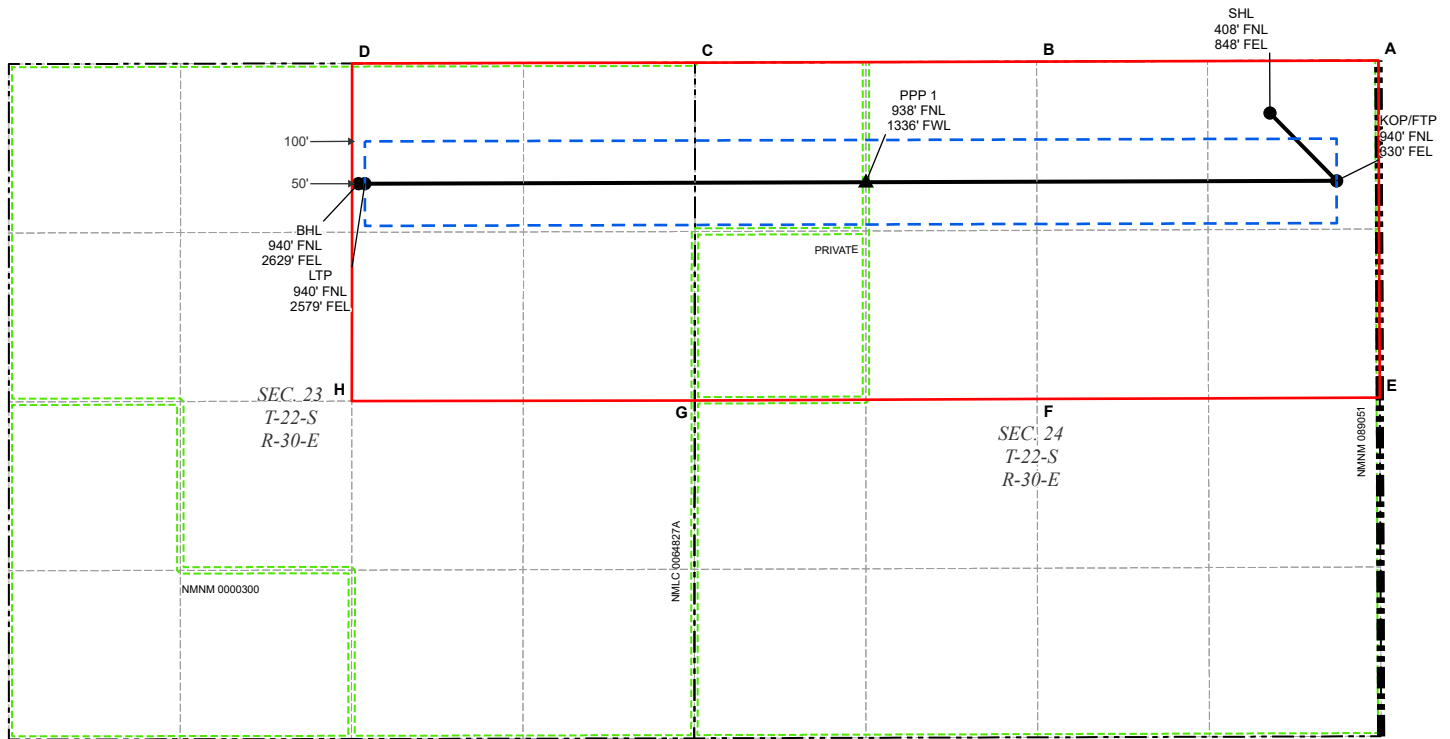 SHL
408' FNL
848' FEL
D
C
B
A
PPP 1
938' FNL
1336' FWL
KOP/FTP
940' FNL
330' FEL
100'
50'
BHL
940' FNL
2629' FEL
LTP
940' FNL
2579' FEL
PRIVATE
H
G
F
E
SEC. 23
T-22-S
R-30-E
SEC. 24
T-22-S
R-30-E
NMNM 089051
NMLC 0064827A
NMNM 0000300